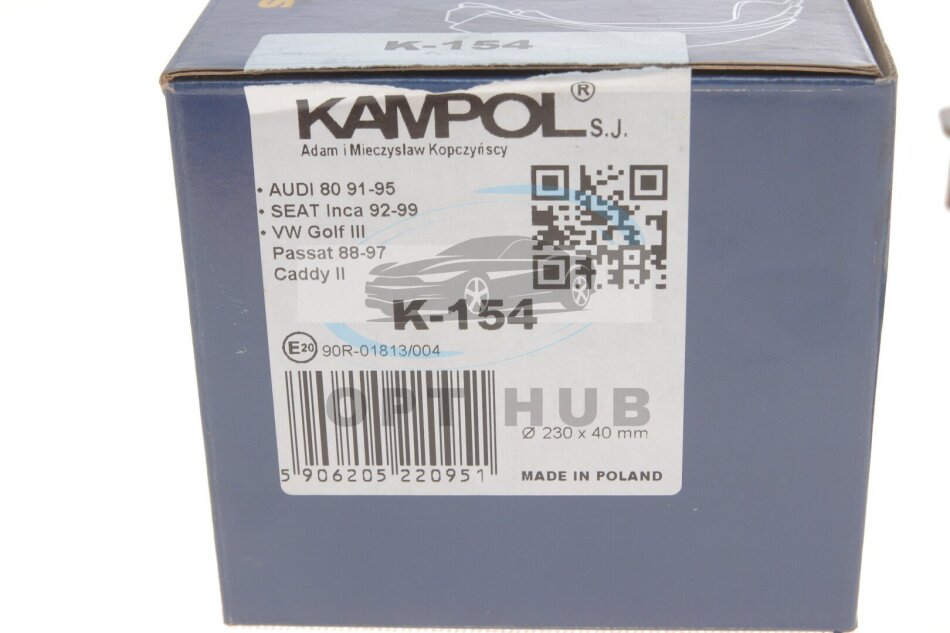 S
K-154
KAMPOL® S.J.
Adam i Mieczysław Kopczyńscy
• AUDI 80 91-95
• SEAT Inca 92-99
• VW Golf III
Passat 88-97
Caddy II
K-154
E20 90R-01813/004
OPT HUB
Ø 230 x 40 mm
5 906205 220951
MADE IN POLAND